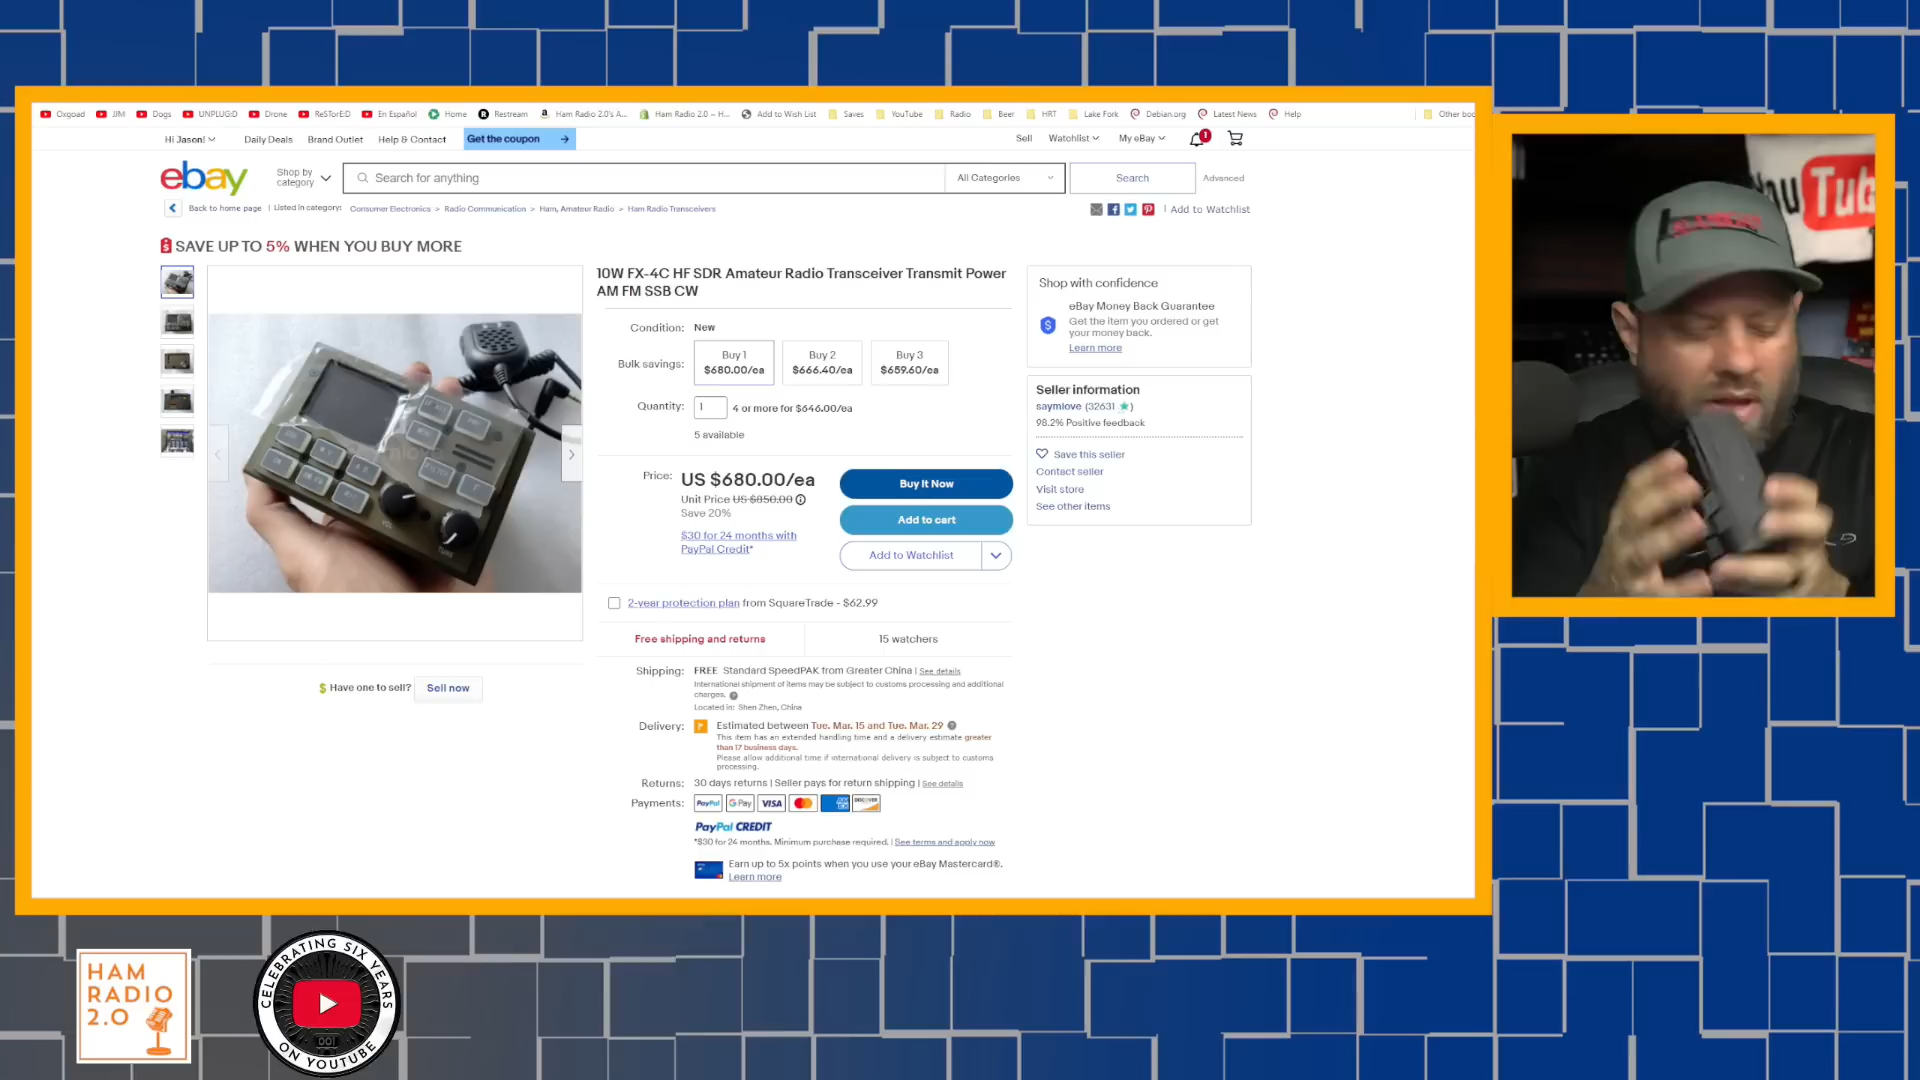 Oxgoad JJM Dogs UNPLUG:D Drone ReSTorE:D En Español Home Restream Ham Radio 2.0's A... Ham Radio 2.0 – H... Add to Wish List Saves YouTube Radio Beer HRT Lake Fork Debian.org Latest News Help Other boo
Hi Jason! Daily Deals Brand Outlet Help & Contact Get the coupon Sell Watchlist My eBay 1
ebay Shop by category Search for anything All Categories Search Advanced
Back to home page | Listed in category: Consumer Electronics > Radio Communication > Ham, Amateur Radio > Ham Radio Transceivers | Add to Watchlist
SAVE UP TO 5% WHEN YOU BUY MORE
10W FX-4C HF SDR Amateur Radio Transceiver Transmit Power
AM FM SSB CW
Condition: New
Bulk savings:
Buy 1
$680.00/ea
Buy 2
$666.40/ea
Buy 3
$659.60/ea
Quantity: 1 4 or more for $646.00/ea
5 available
Price: US $680.00/ea
Unit Price US $850.00
Save 20%
$30 for 24 months with
PayPal Credit*
Buy It Now
Add to cart
Add to Watchlist
2-year protection plan from SquareTrade - $62.99
Free shipping and returns 15 watchers
Shipping: FREE Standard SpeedPAK from Greater China | See details
International shipment of items may be subject to customs processing and additional
charges.
Located in: Shen Zhen, China
Delivery: Estimated between Tue. Mar. 15 and Tue. Mar. 29
This item has an extended handling time and a delivery estimate greater
than 17 business days.
Please allow additional time if international delivery is subject to customs
processing.
Returns: 30 days returns | Seller pays for return shipping | See details
Payments: PayPal G Pay VISA DISCOVER
PayPal CREDIT
*$30 for 24 months. Minimum purchase required. | See terms and apply now
Earn up to 5x points when you use your eBay Mastercard®.
Learn more
Shop with confidence
eBay Money Back Guarantee
Get the item you ordered or get
your money back.
Learn more
Seller information
saymlove (32631)
98.2% Positive feedback
Save this seller
Contact seller
Visit store
See other items
Have one to sell? Sell now
You Tube
HAM
RADIO
2.0
CELEBRATING SIX YEARS
001
ON YOUTUBE